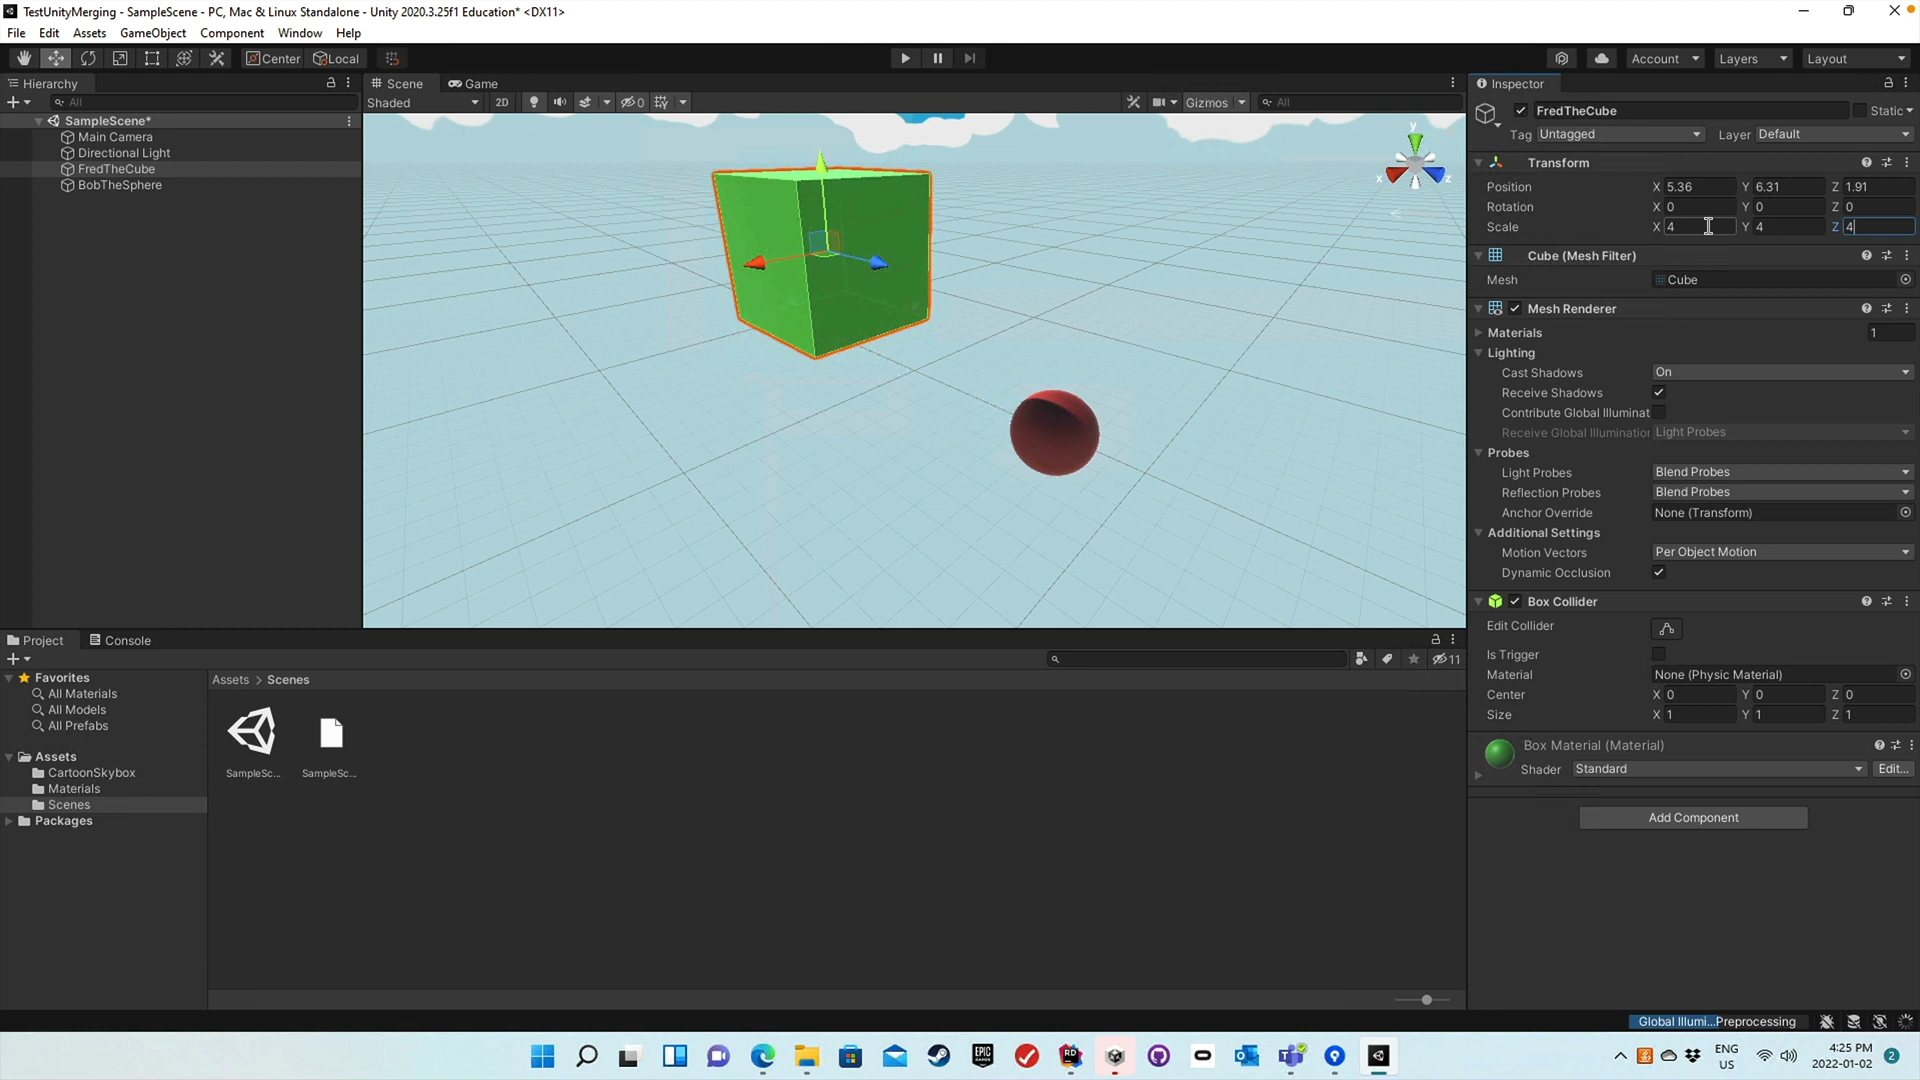 TestUnityMerging - SampleScene - PC, Mac & Linux Standalone - Unity 2020.3.25f1 Education* <DX11>
File Edit Assets GameObject Component Window Help
Center Local Account Layers Layout
Hierarchy
All
SampleScene*
Main Camera
Directional Light
FredTheCube
BobTheSphere
Scene Game
Shaded 2D 0 Gizmos All
y
x z
Inspector
FredTheCube Static
Tag Untagged Layer Default
Transform
Position X 5.36 Y 6.31 Z 1.91
Rotation X 0 Y 0 Z 0
Scale X 4 Y 4 Z 4
Cube (Mesh Filter)
Mesh Cube
Mesh Renderer
Materials 1
Lighting
Cast Shadows On
Receive Shadows
Contribute Global Illuminat
Receive Global Illumination Light Probes
Probes
Light Probes Blend Probes
Reflection Probes Blend Probes
Anchor Override None (Transform)
Additional Settings
Motion Vectors Per Object Motion
Dynamic Occlusion
Box Collider
Edit Collider
Is Trigger
Material None (Physic Material)
Center X 0 Y 0 Z 0
Size X 1 Y 1 Z 1
Box Material (Material)
Shader Standard Edit...
Add Component
Project Console
11
Favorites
All Materials
All Models
All Prefabs
Assets
CartoonSkybox
Materials
Scenes
Packages
Assets > Scenes
SampleSc... SampleSc...
Global Illumi...Preprocessing
EPIC
GAMES
RD
ENG
US
4:25 PM
2022-01-02
2